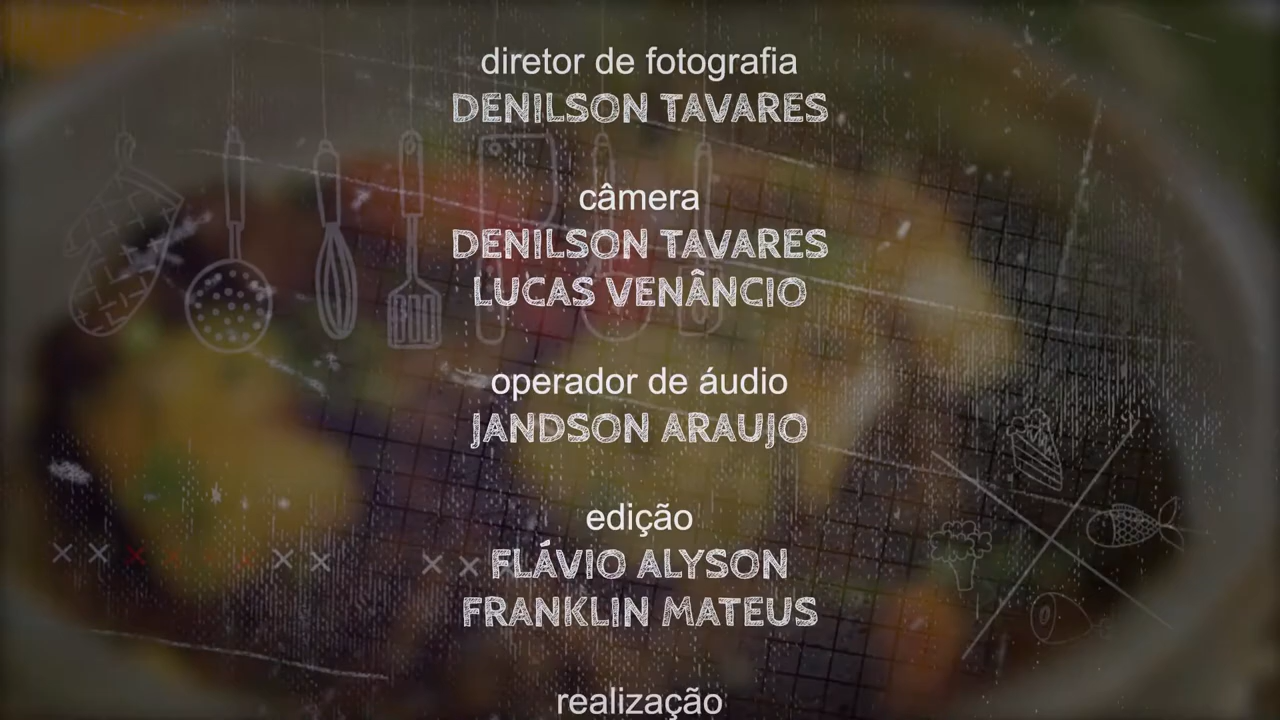 diretor de fotografia
DENILSON TAVARES
câmera
DENILSON TAVARES
LUCAS VENÂNCIO
operador de áudio
JANDSON ARAUJO
edição
FLÁVIO ALYSON
FRANKLIN MATEUS
realização